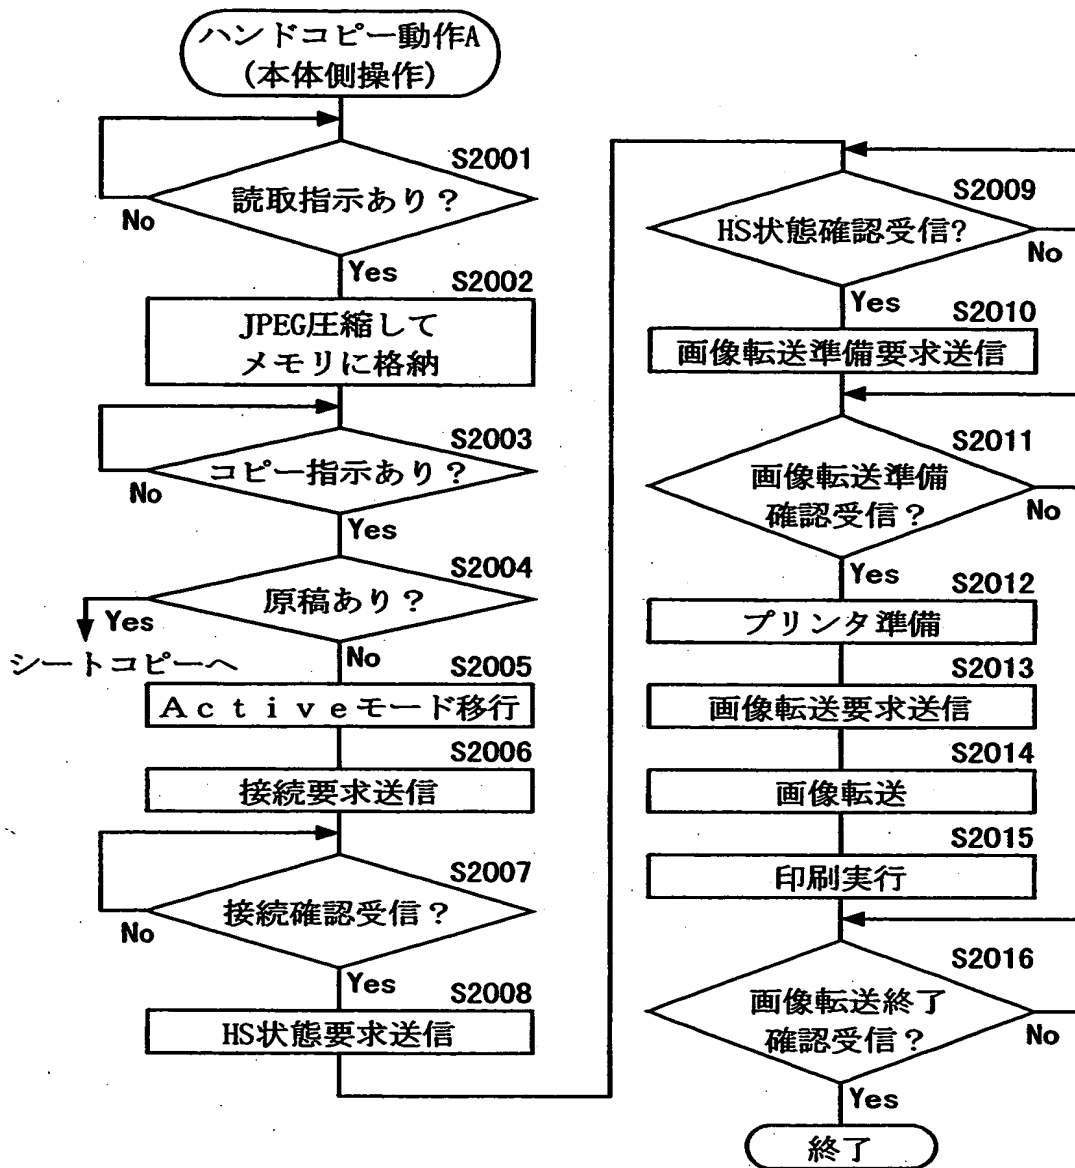 ハンドコピー動作A
(本体側操作)
S2001
読取指示あり？
No
Yes
S2002
JPEG圧縮して
メモリに格納
S2003
コピー指示あり？
No
Yes
S2004
原稿あり？
Yes
シートコピーへ
No
S2005
Ａｃｔｉｖｅモード移行
S2006
接続要求送信
S2007
接続確認受信？
No
Yes
S2008
HS状態要求送信
S2009
HS状態確認受信?
No
Yes
S2010
画像転送準備要求送信
S2011
画像転送準備
確認受信？
No
Yes
S2012
プリンタ準備
S2013
画像転送要求送信
S2014
画像転送
S2015
印刷実行
S2016
画像転送終了
確認受信？
No
Yes
終了